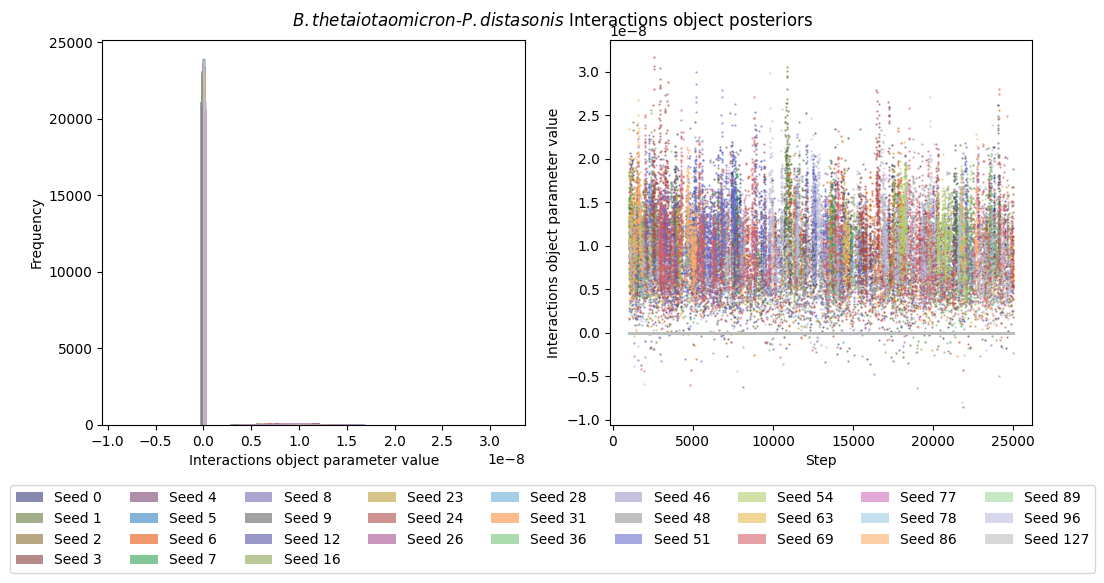 B.thetaiotaomicron-P.distasonis Interactions object posteriors
25000
20000
15000
10000
5000
0
Frequency
−1.0 −0.5 0.0 0.5 1.0 1.5 2.0 2.5 3.0
1e−8
Interactions object parameter value
1e−8
3.0
2.5
2.0
1.5
1.0
0.5
0.0
−0.5
−1.0
Interactions object parameter value
0 5000 10000 15000 20000 25000
Step
Seed 0 Seed 4 Seed 8 Seed 23 Seed 28 Seed 46 Seed 54 Seed 77 Seed 89
Seed 1 Seed 5 Seed 9 Seed 24 Seed 31 Seed 48 Seed 63 Seed 78 Seed 96
Seed 2 Seed 6 Seed 12 Seed 26 Seed 36 Seed 51 Seed 69 Seed 86 Seed 127
Seed 3 Seed 7 Seed 16